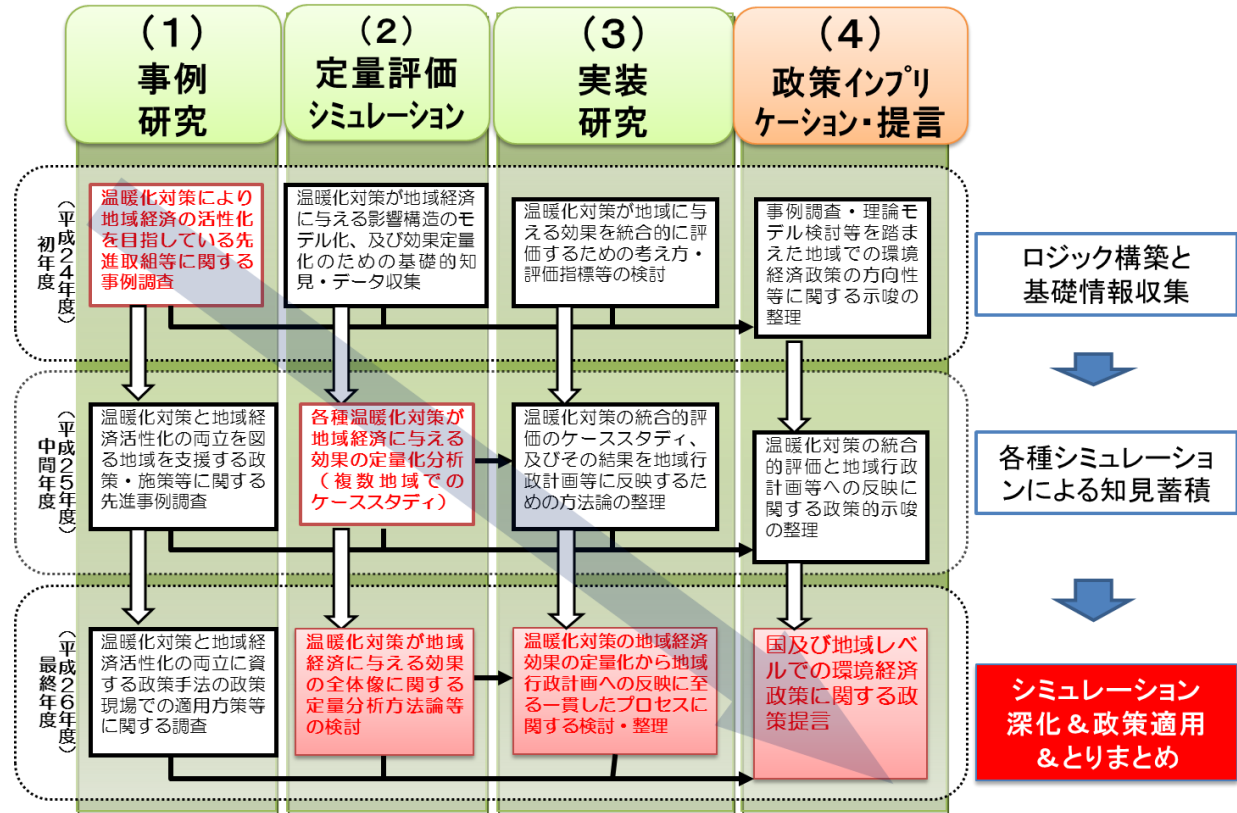 (1)
事例
研究
(2)
定量評価
シミュレーション
(3)
実装
研究
(4)
政策インプリ
ケーション・提言
初年度
(平成24年度)
温暖化対策により
地域経済の活性化
を目指している先
進取組等に関する
事例調査
温暖化対策が地域経済
に与える影響構造のモ
デル化、及び効果定量
化のための基礎的知
見・データ収集
温暖化対策が地域に与
える効果を統合的に評
価するための考え方・
評価指標等の検討
事例調査・理論モ
デル検討等を踏ま
えた地域での環境
経済政策の方向性
等に関する示唆の
整理
ロジック構築と
基礎情報収集
中間年度
(平成25年度)
温暖化対策と地域経
済活性化の両立を図
る地域を支援する政
策・施策等に関する
先進事例調査
各種温暖化対策が
地域経済に与える
効果の定量化分析
(複数地域での
ケーススタディ)
温暖化対策の統合的評
価のケーススタディ、
及びその結果を地域行
政計画等に反映するた
めの方法論の整理
温暖化対策の統合
的評価と地域行政
計画等への反映に
関する政策的示唆
の整理
各種シミュレーショ
ンによる知見蓄積
最終年度
(平成26年度)
温暖化対策と地域経
済活性化の両立に資
する政策手法の政策
現場での適用方策等
に関する調査
温暖化対策が地域
経済に与える効果
の全体像に関する
定量分析方法論等
の検討
温暖化対策の地域経済
効果の定量化から地域
行政計画への反映に至
る一貫したプロセスに
関する検討・整理
国及び地域レベ
ルでの環境経済
政策に関する政
策提言
シミュレーション
深化&政策適用
&とりまとめ